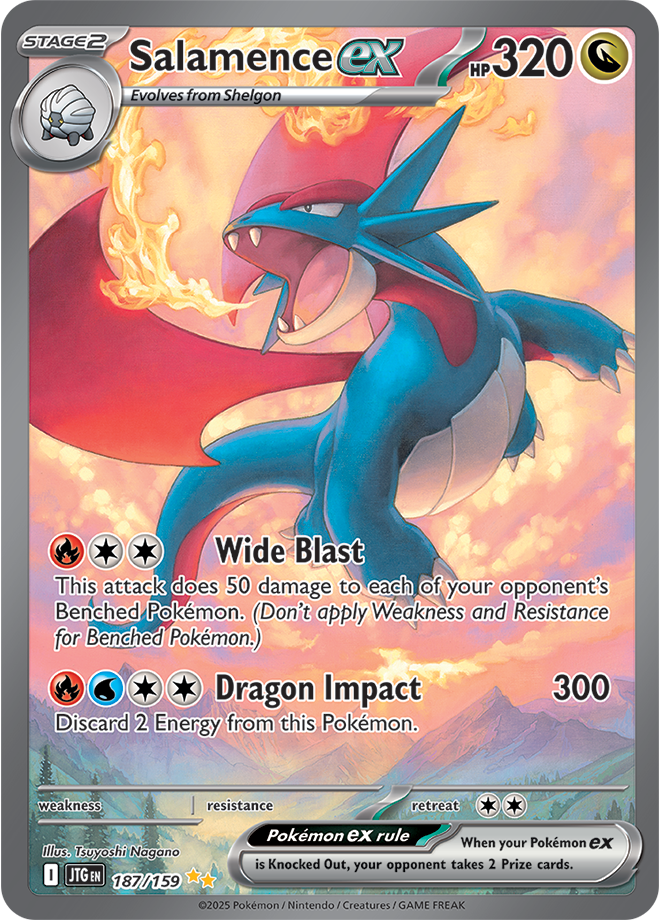 STAGE2
Salamence ex
HP 320
Evolves from Shelgon
Wide Blast
This attack does 50 damage to each of your opponent's
Benched Pokémon. (Don't apply Weakness and Resistance
for Benched Pokémon.)
Dragon Impact 300
Discard 2 Energy from this Pokémon.
weakness resistance retreat
Illus. Tsuyoshi Nagano
Pokémon ex rule When your Pokémon ex
is Knocked Out, your opponent takes 2 Prize cards.
I JTG EN 187/159
©2025 Pokémon / Nintendo / Creatures / GAME FREAK